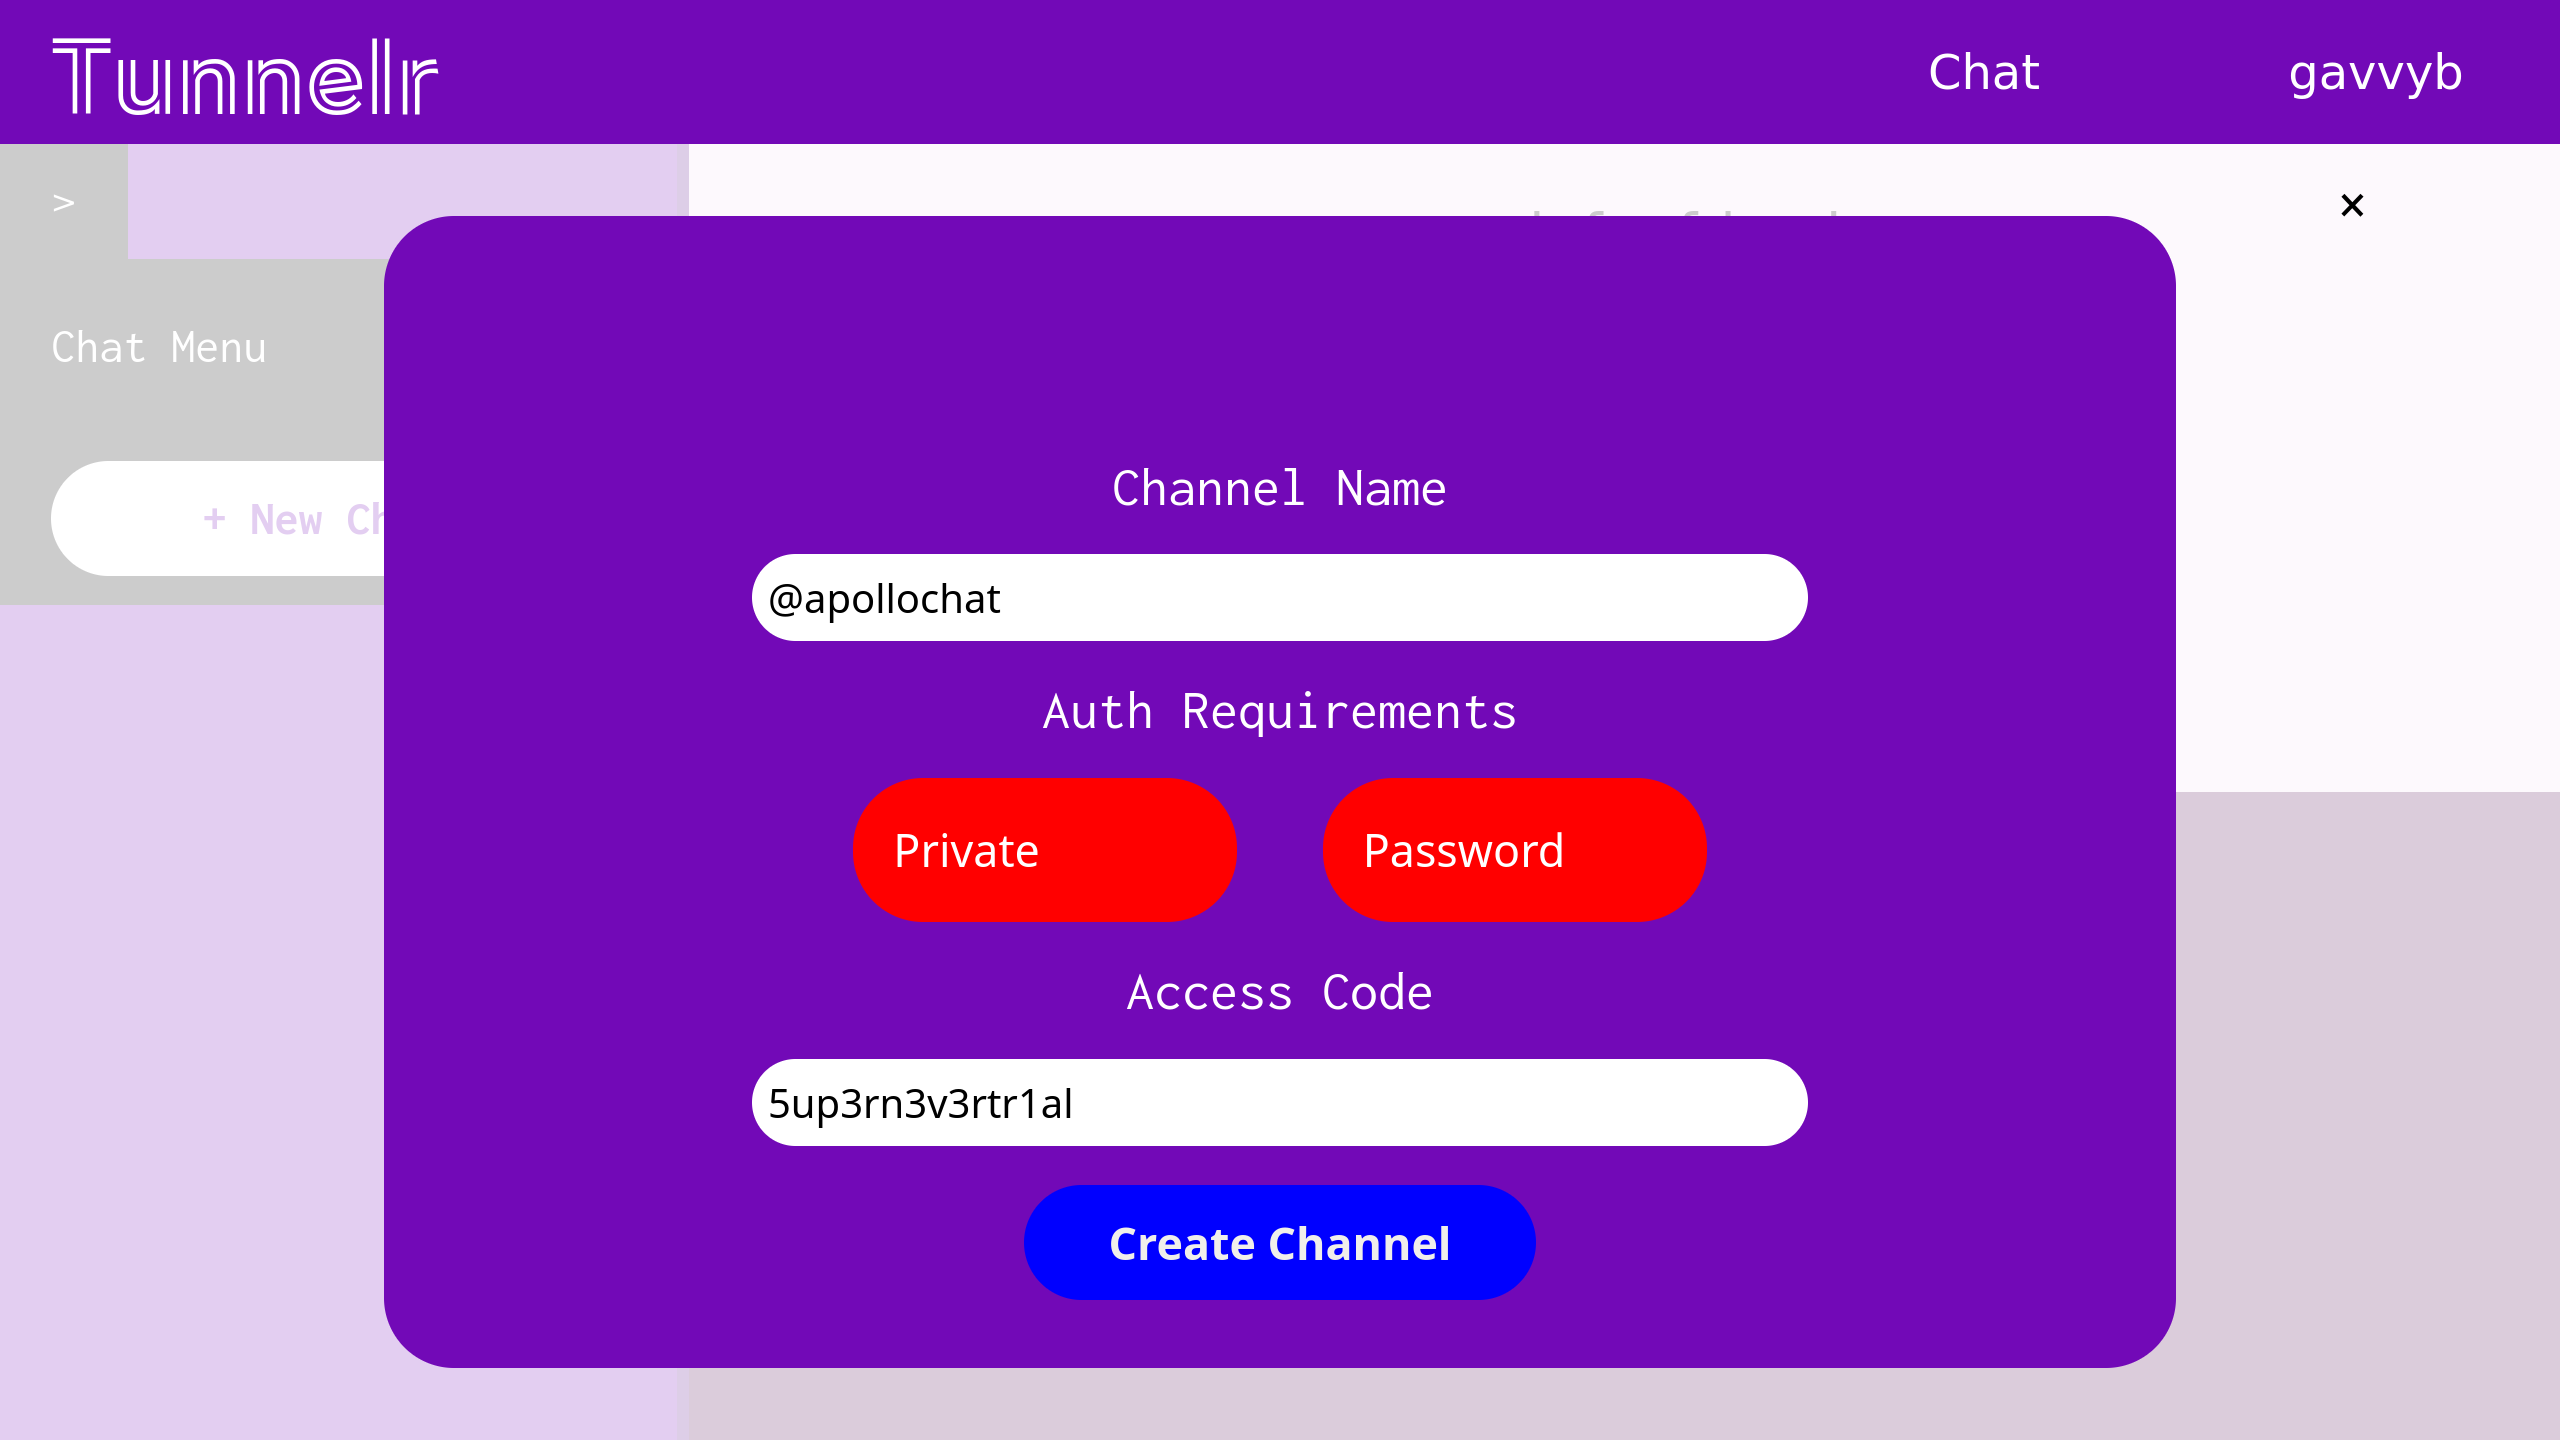 Tunnelr
Chat
gavvyb
>
×
Chat Menu
+ New Ch
Channel Name
@apollochat
Auth Requirements
Private
Password
Access Code
5up3rn3v3rtr1al
Create Channel